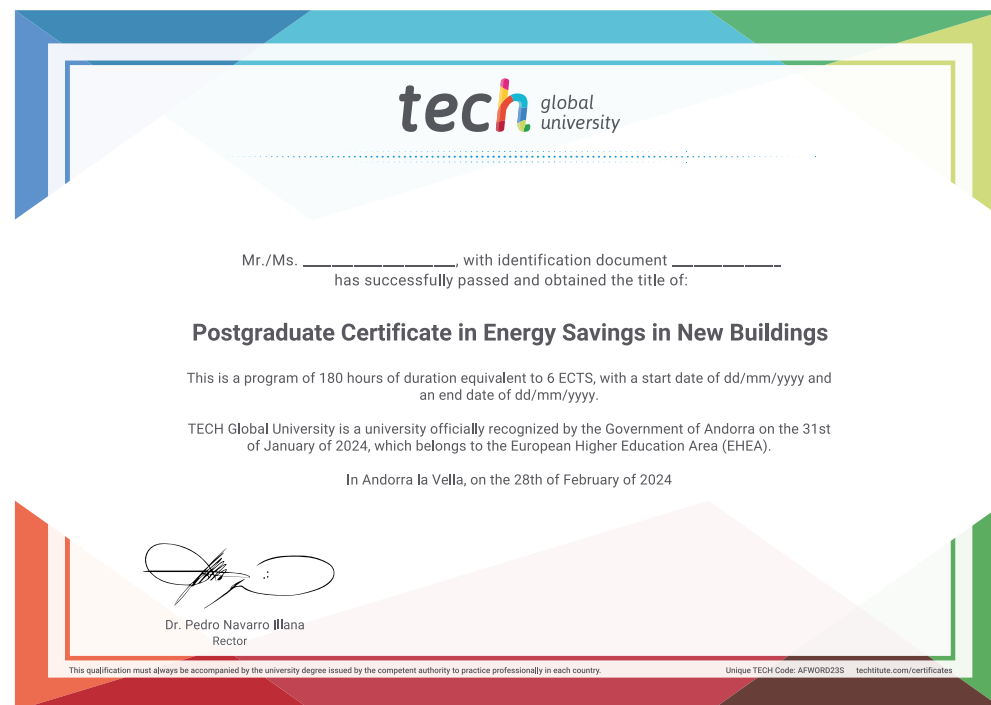 tech global university
Mr./Ms. ___________________, with identification document ______________
has successfully passed and obtained the title of:
Postgraduate Certificate in Energy Savings in New Buildings
This is a program of 180 hours of duration equivalent to 6 ECTS, with a start date of dd/mm/yyyy and
an end date of dd/mm/yyyy.
TECH Global University is a university officially recognized by the Government of Andorra on the 31st
of January of 2024, which belongs to the European Higher Education Area (EHEA).
In Andorra la Vella, on the 28th of February of 2024
Dr. Pedro Navarro Illana
Rector
This qualification must always be accompanied by the university degree issued by the competent authority to practice professionally in each country.
Unique TECH Code: AFWORD23S techtitute.com/certificates